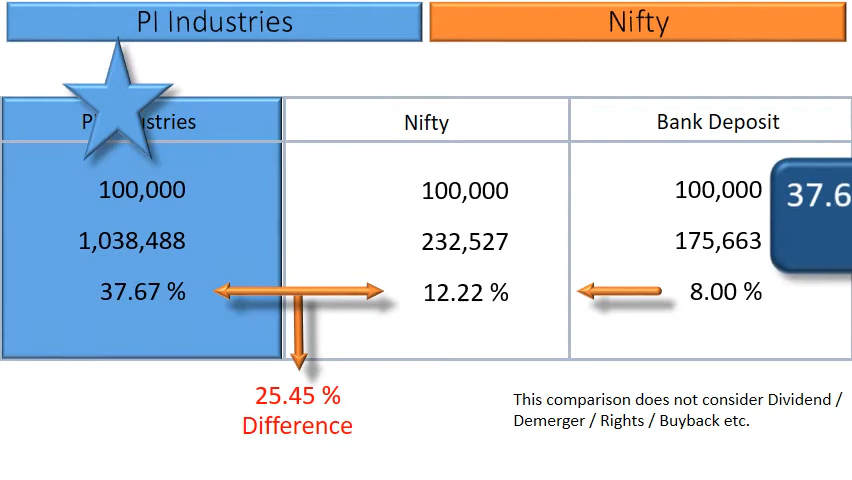 PI Industries
Nifty
Nifty
Bank Deposit
100,000
100,000
100,000
1,038,488
232,527
175,663
37.67 %
12.22 %
8.00 %
25.45 %
Difference
This comparison does not consider Dividend /
Demerger / Rights / Buyback etc.